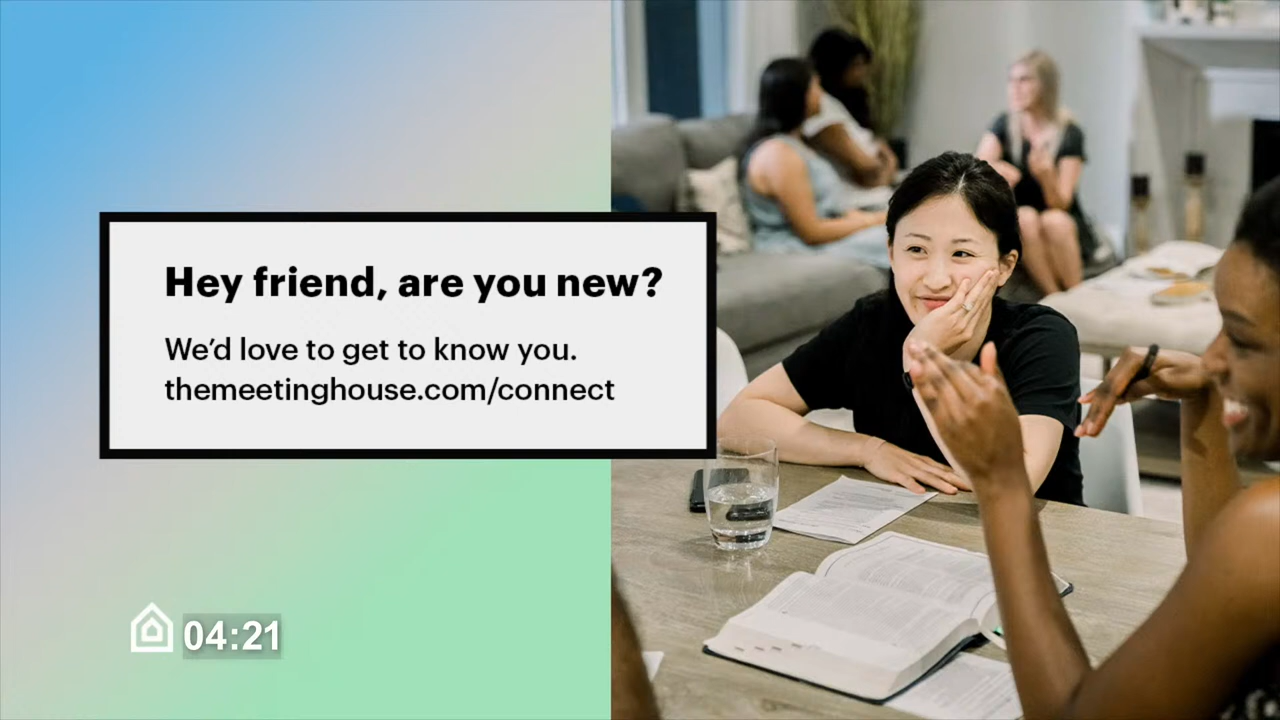 Hey friend, are you new?
We'd love to get to know you.
themeetinghouse.com/connect
04:21